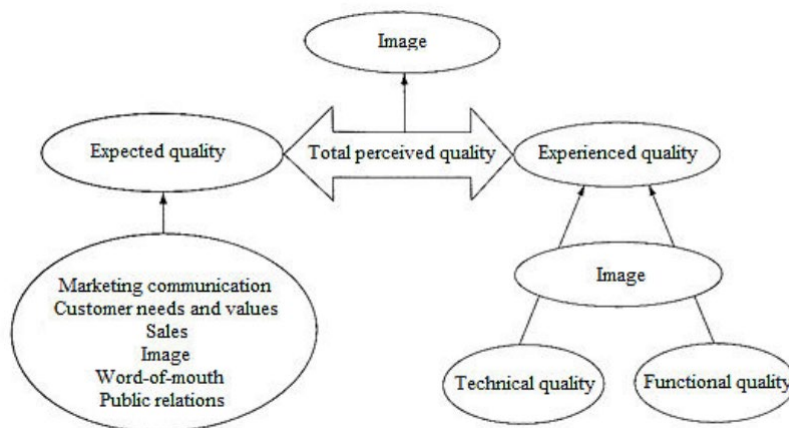 Image
Expected quality
Total perceived quality
Experienced quality
Marketing communication
Customer needs and values
Sales
Image
Word-of-mouth
Public relations
Image
Technical quality
Functional quality